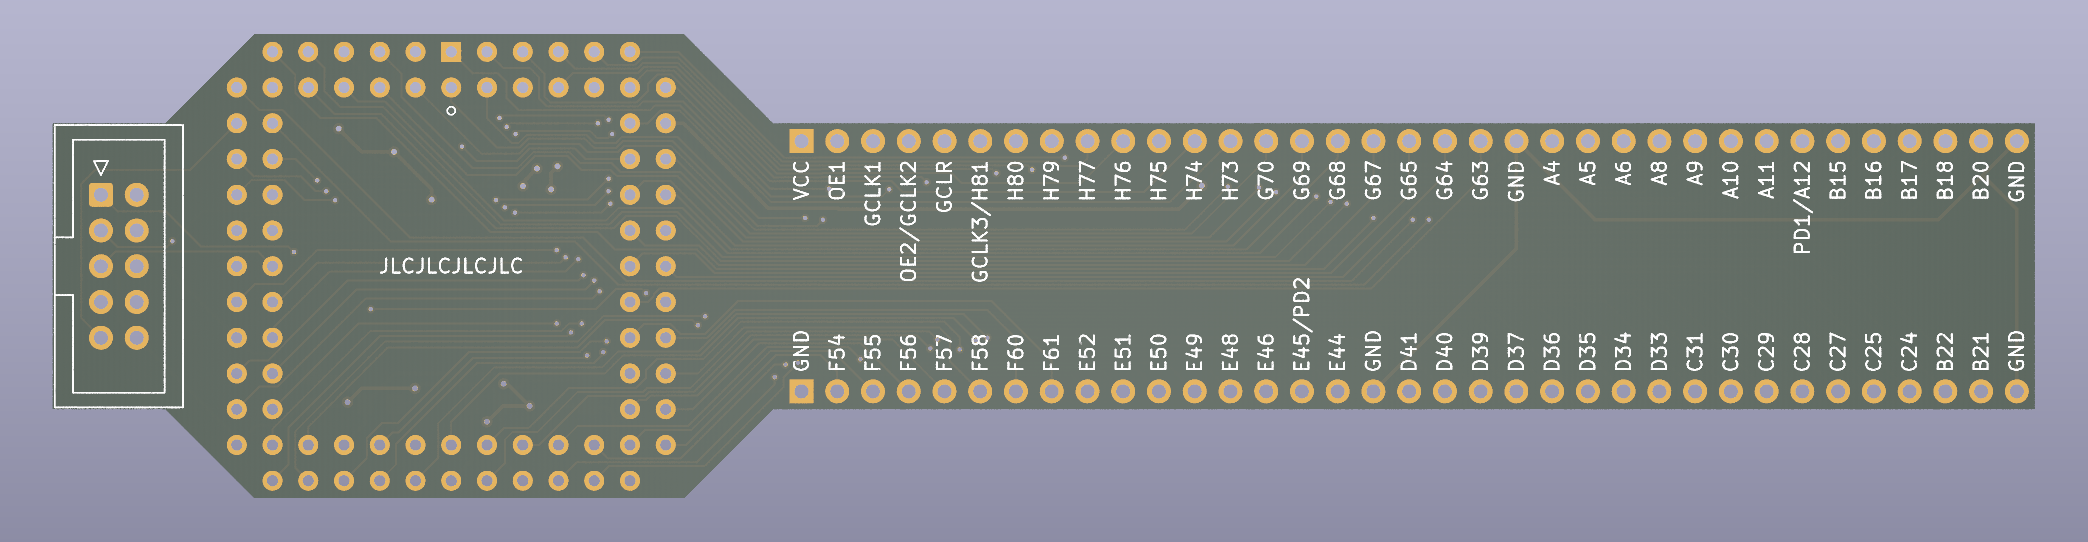 VCC
OE1
GCLK1
OE2/GCLK2
GCLR
GCLK3/H81
H80
H79
H77
H76
H75
H74
H73
G70
G69
G68
G67
G65
G64
G63
GND
A4
A5
A6
A8
A9
A10
A11
PD1/A12
B15
B16
B17
B18
B20
GND
JLCJLCJLCJLC
GND
F54
F55
F56
F57
F58
F60
F61
E52
E51
E50
E49
E48
E46
E45/PD2
E44
GND
D41
D40
D39
D37
D36
D35
D34
D33
C31
C30
C29
C28
C27
C25
C24
B22
B21
GND